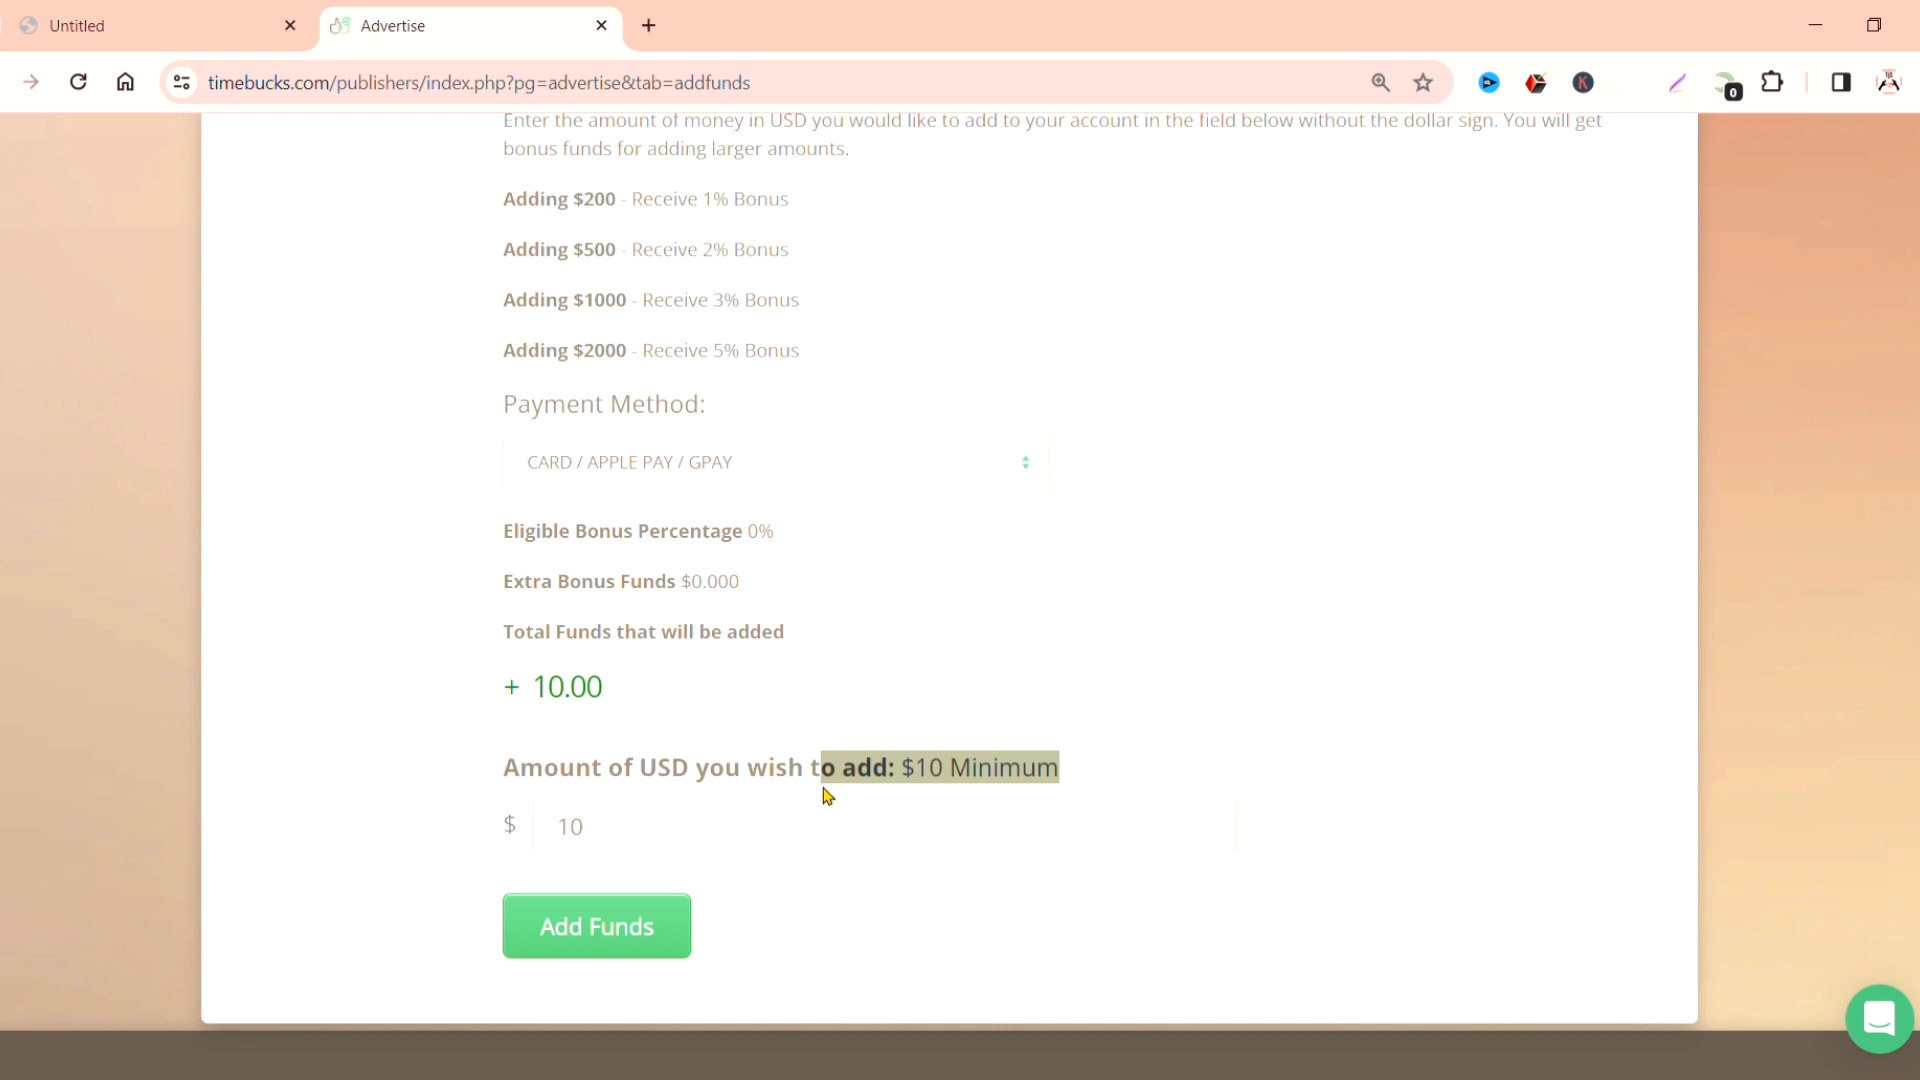 Untitled
Advertise
timebucks.com/publishers/index.php?pg=advertise&tab=addfunds
K
0
Enter the amount of money in USD you would like to add to your account in the field below without the dollar sign. You will get
bonus funds for adding larger amounts.
Adding $200 - Receive 1% Bonus
Adding $500 - Receive 2% Bonus
Adding $1000 - Receive 3% Bonus
Adding $2000 - Receive 5% Bonus
Payment Method:
CARD / APPLE PAY / GPAY
Eligible Bonus Percentage 0%
Extra Bonus Funds $0.000
Total Funds that will be added
+ 10.00
Amount of USD you wish to add: $10 Minimum
$ 10
Add Funds